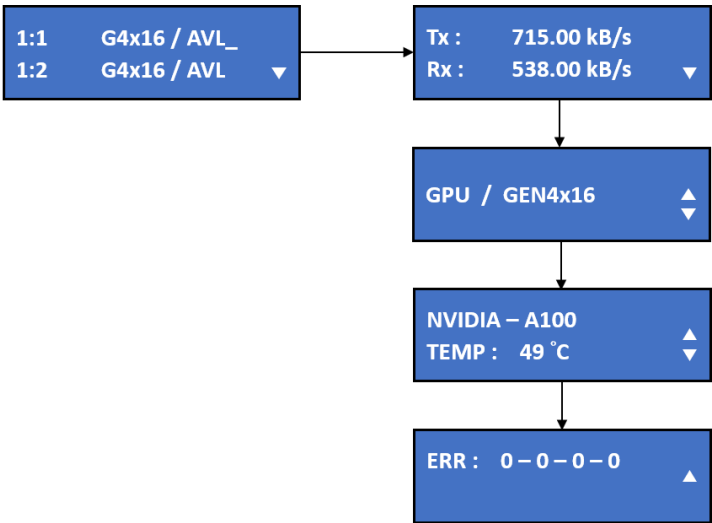 1:1 G4x16 / AVL_
1:2 G4x16 / AVL ▼
Tx : 715.00 kB/s
Rx : 538.00 kB/s ▼
GPU / GEN4x16 ▲▼
NVIDIA – A100 ▲
TEMP : 49 °C ▼
ERR : 0 – 0 – 0 – 0 ▲